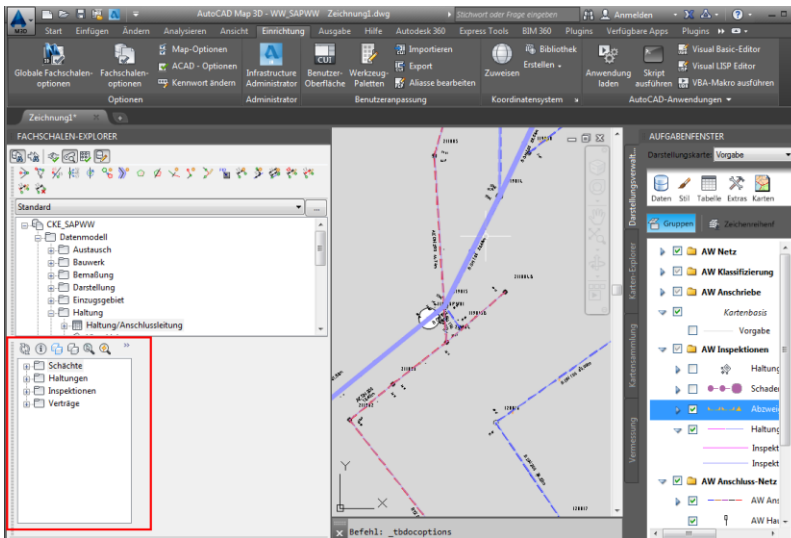 AutoCAD Map 3D - WW_SAPWW   Zeichnung1.dwg
Stichwort oder Frage eingeben
Anmelden
M3D
Start Einfügen Ändern Analysieren Ansicht Einrichtung Ausgabe Hilfe Autodesk 360 Express Tools BIM 360 Plugins Verfügbare Apps Plugins
Globale Fachschalen-
optionen
Fachschalen-
optionen
Map-Optionen
ACAD - Optionen
Kennwort ändern
Infrastructure
Administrator
CUI
Benutzer-
Oberfläche
Werkzeug-
Paletten
Importieren
Export
Aliasse bearbeiten
Zuweisen
Bibliothek
Erstellen
Anwendung
laden
Skript
ausführen
Visual Basic-Editor
Visual LISP Editor
VBA-Makro ausführen
Optionen
Administrator
Benutzeranpassung
Koordinatensystem
AutoCAD-Anwendungen
Zeichnung1*
FACHSCHALEN-EXPLORER
Standard
...
CKE_SAPWW
Datenmodell
Austausch
Bauwerk
Bemaßung
Darstellung
Einzugsgebiet
Haltung
Haltung/Anschlussleitung
Schächte
Haltungen
Inspektionen
Verträge
Y
X
Befehl: _tbdocoptions
Darstellungsverwalt...
Karten-Explorer
Kartensammlung
Vermessung
AUFGABENFENSTER
Darstellungskarte: Vorgabe
Daten Stil Tabelle Extras Karten
Gruppen
Zeichenreihenf
AW Netz
AW Klassifizierung
AW Anschriebe
Kartenbasis
Vorgabe
AW Inspektionen
Haltung
Schader
Abzwei
Haltung
Inspekt
Inspekt
AW Anschluss-Netz
AW Ans
AW Hau